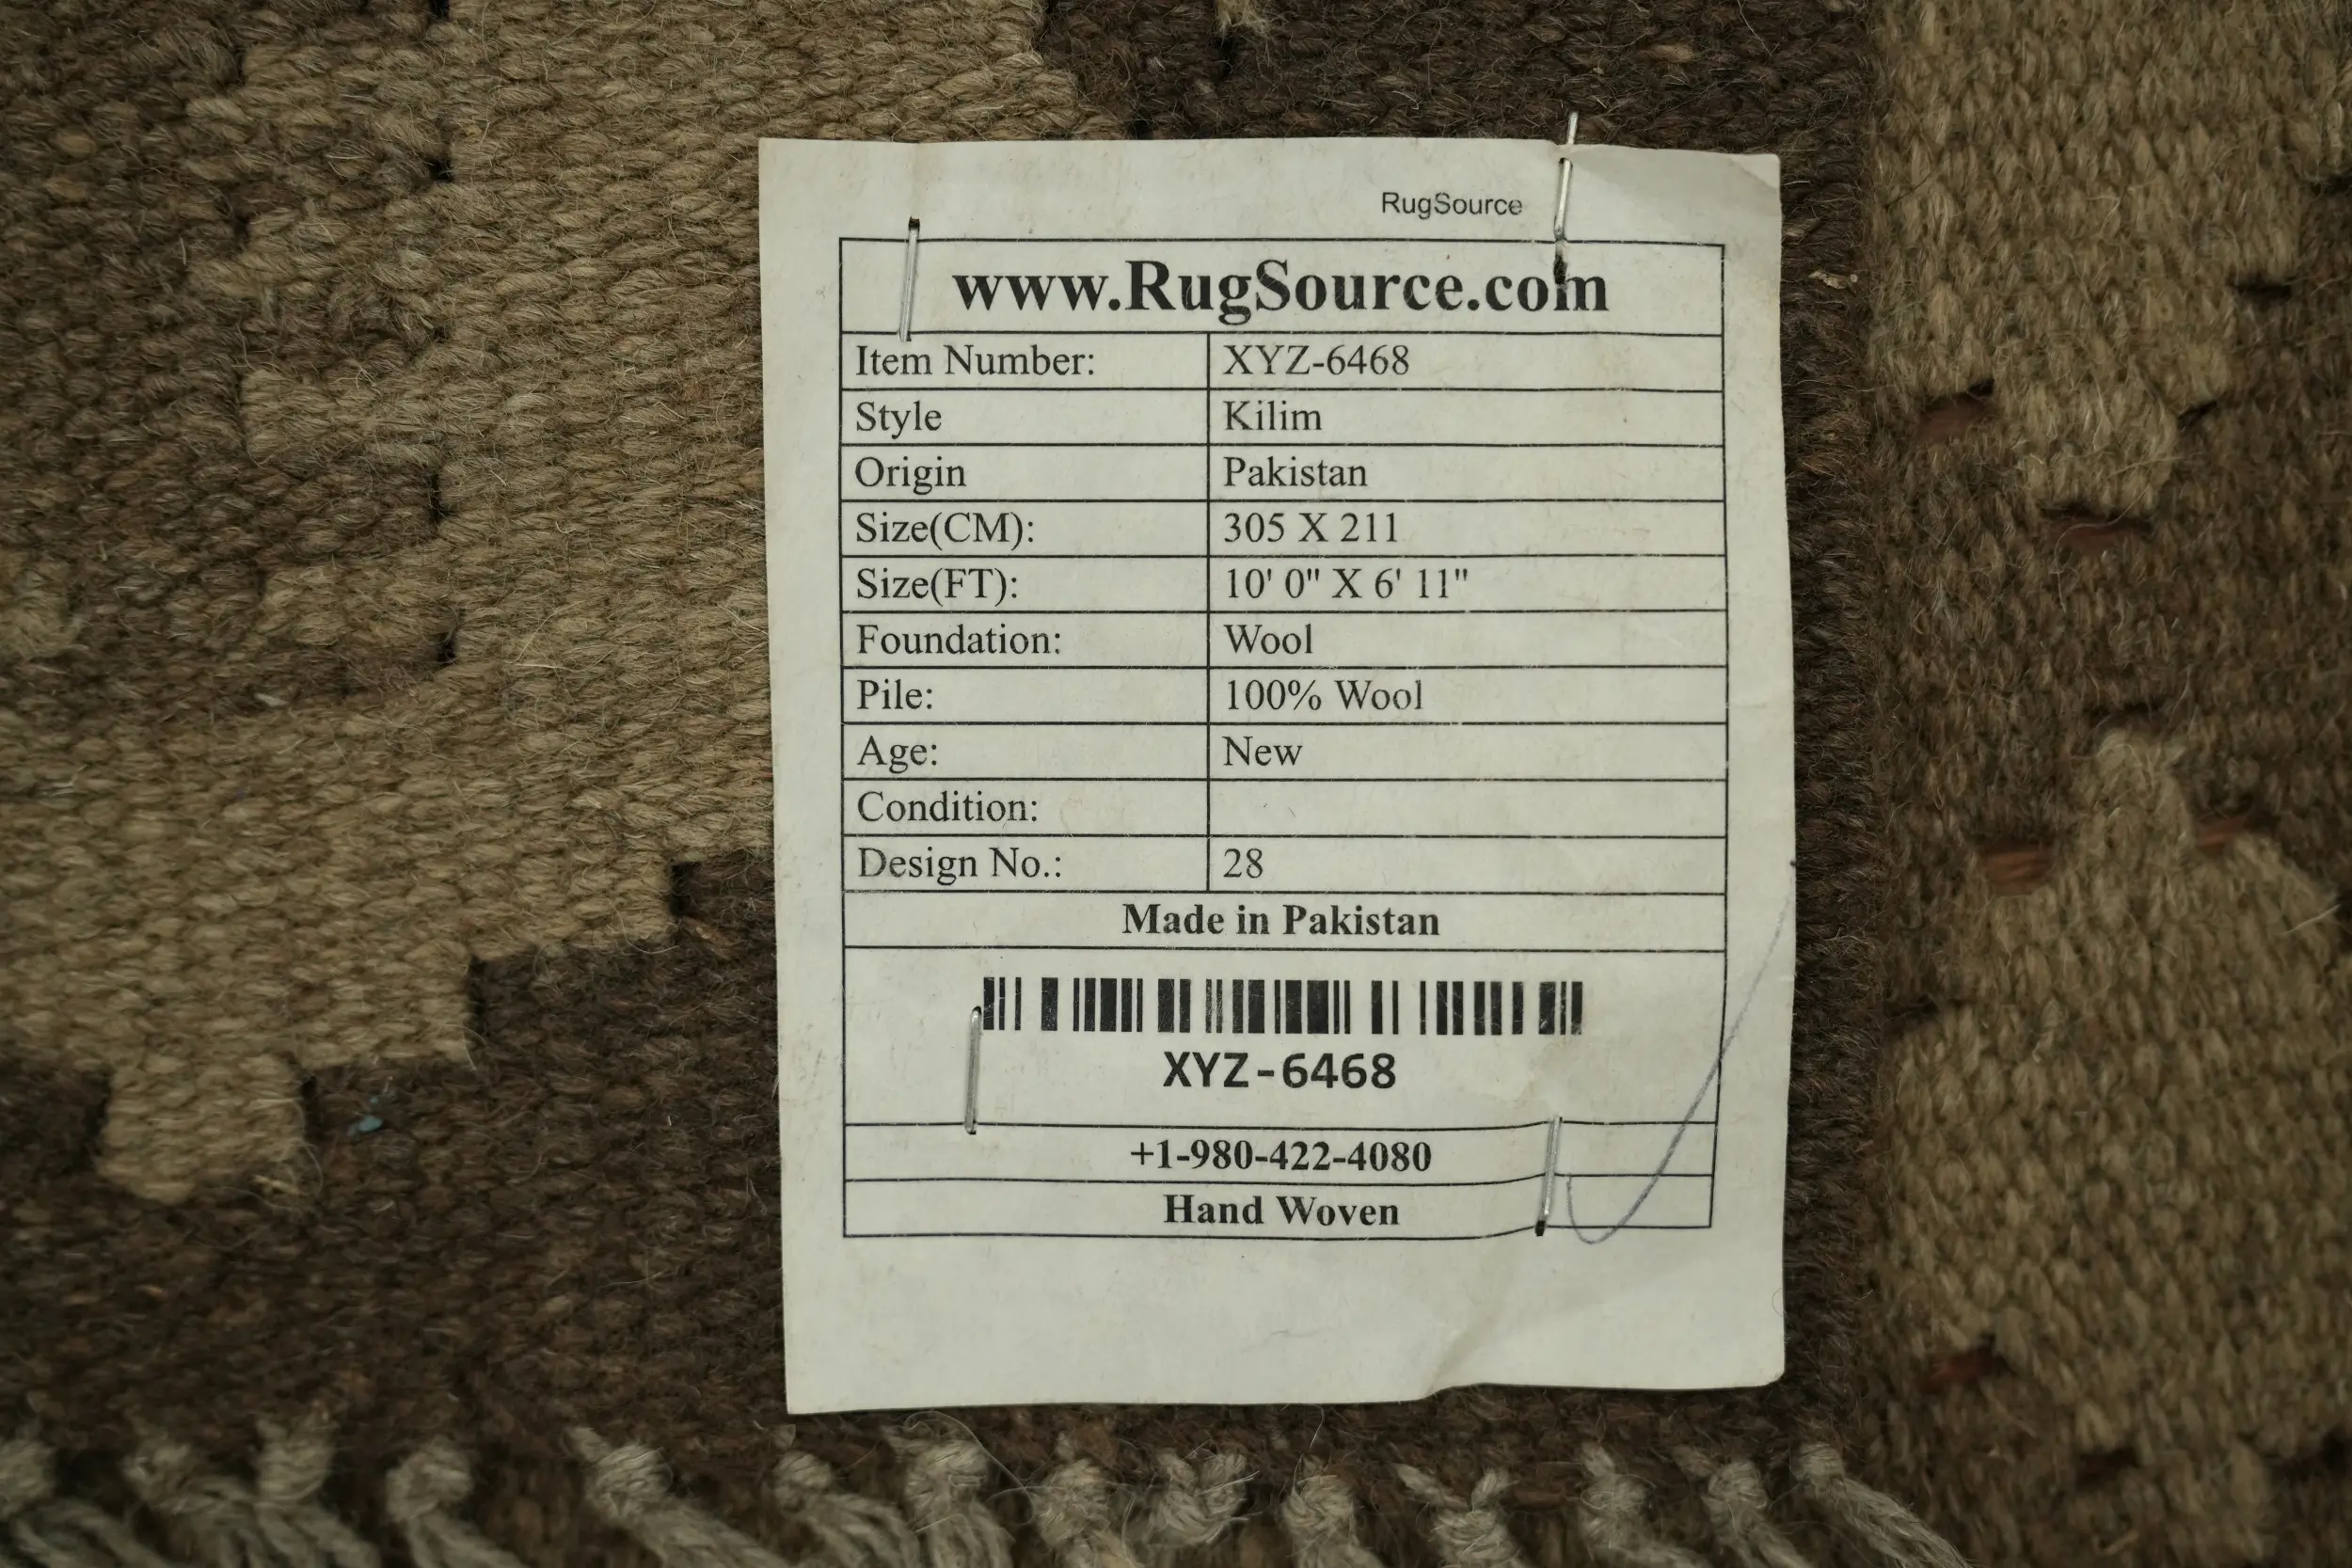 RugSource
www.RugSource.com
Item Number: XYZ-6468
Style Kilim
Origin Pakistan
Size(CM): 305 X 211
Size(FT): 10' 0" X 6' 11"
Foundation: Wool
Pile: 100% Wool
Age: New
Condition:
Design No.: 28
Made in Pakistan
XYZ-6468
+1-980-422-4080
Hand Woven